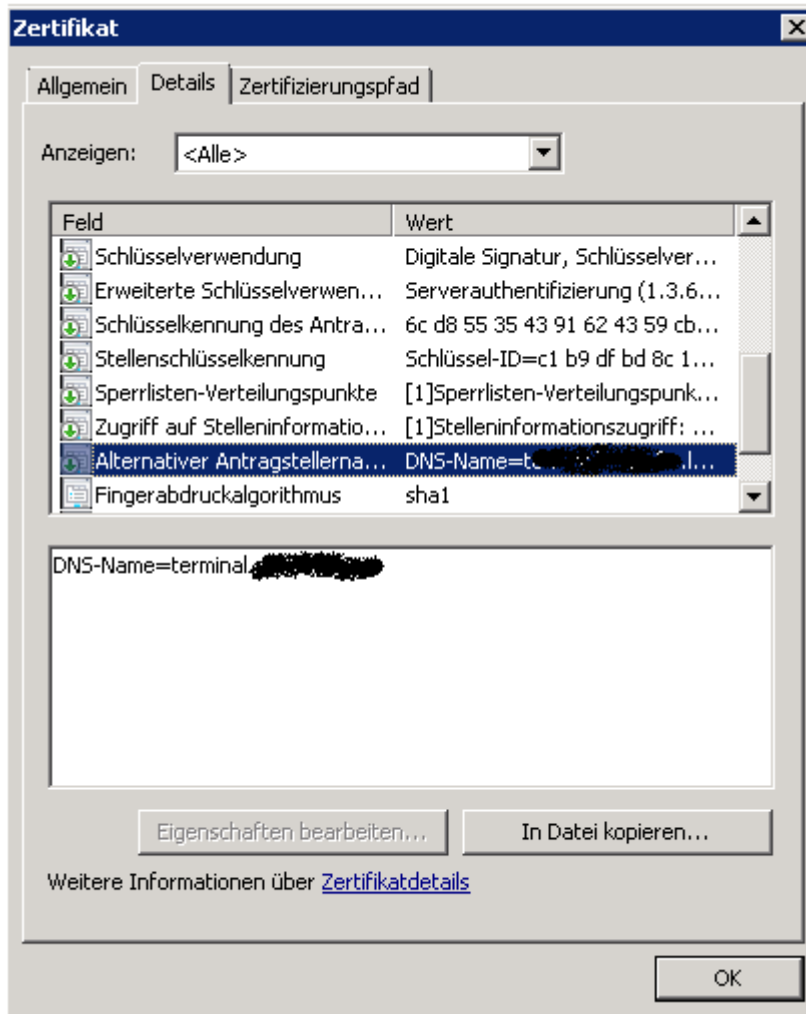 Zertifikat
Allgemein Details Zertifizierungspfad
Anzeigen: <Alle>
Feld Wert
Schlüsselverwendung Digitale Signatur, Schlüsselver...
Erweiterte Schlüsselverwen... Serverauthentifizierung (1.3.6...
Schlüsselkennung des Antra... 6c d8 55 35 43 91 62 43 59 cb...
Stellenschlüsselkennung Schlüssel-ID=c1 b9 df bd 8c 1...
Sperrlisten-Verteilungspunkte [1]Sperrlisten-Verteilungspunk...
Zugriff auf Stelleninformatio... [1]Stelleninformationszugriff: ...
Alternativer Antragstellerna... DNS-Name=t
Fingerabdruckalgorithmus sha1
DNS-Name=terminal.
Eigenschaften bearbeiten... In Datei kopieren...
Weitere Informationen über Zertifikatdetails
OK